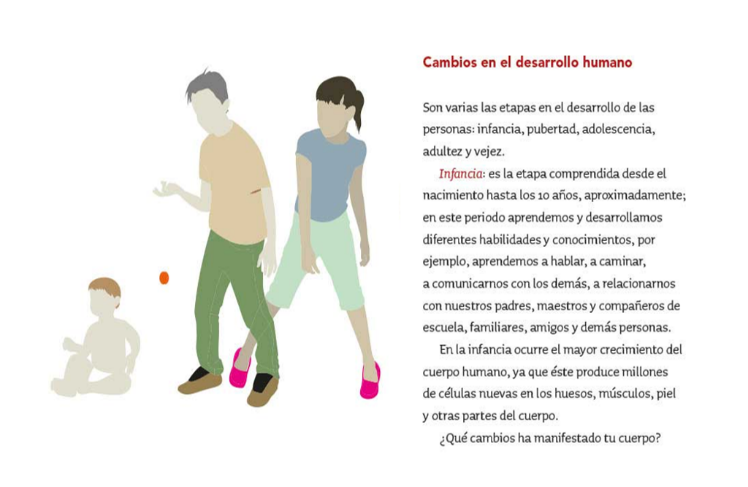 Cambios en el desarrollo humano
Son varias las etapas en el desarrollo de las
personas: infancia, pubertad, adolescencia,
adultez y vejez.
Infancia: es la etapa comprendida desde el
nacimiento hasta los 10 años, aproximadamente;
en este periodo aprendemos y desarrollamos
diferentes habilidades y conocimientos, por
ejemplo, aprendemos a hablar, a caminar,
a comunicarnos con los demás, a relacionarnos
con nuestros padres, maestros y compañeros de
escuela, familiares, amigos y demás personas.
En la infancia ocurre el mayor crecimiento del
cuerpo humano, ya que éste produce millones
de células nuevas en los huesos, músculos, piel
y otras partes del cuerpo.
¿Qué cambios ha manifestado tu cuerpo?